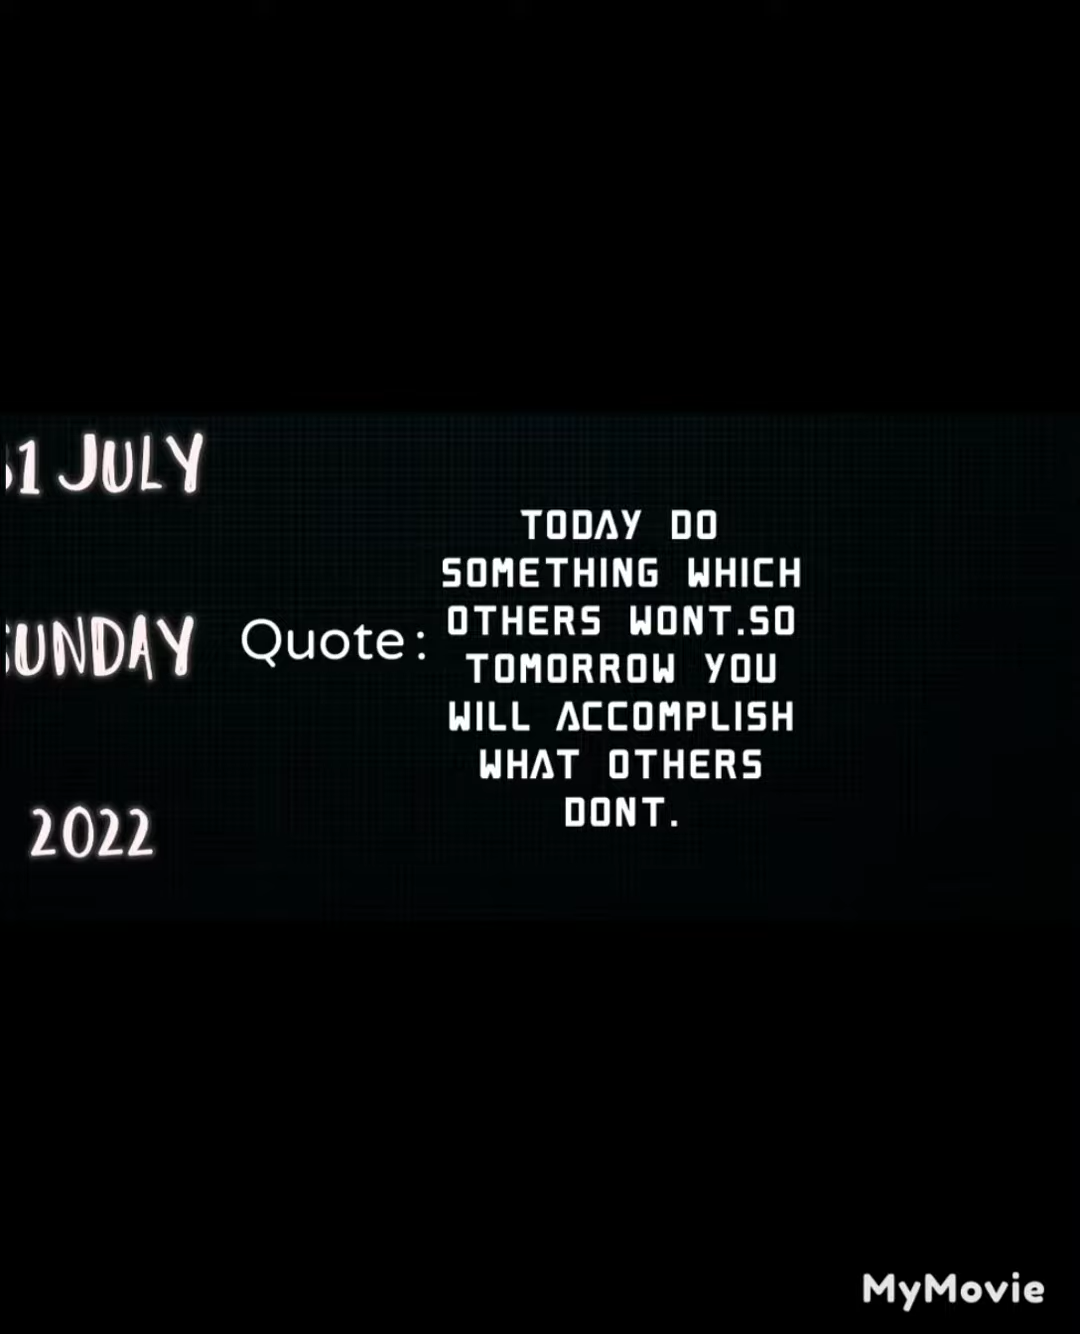 31 JULY
SUNDAY
2022
Quote:
TODAY DO
SOMETHING WHICH
OTHERS WONT.SO
TOMORROW YOU
WILL ACCOMPLISH
WHAT OTHERS
DONT.
MyMovie